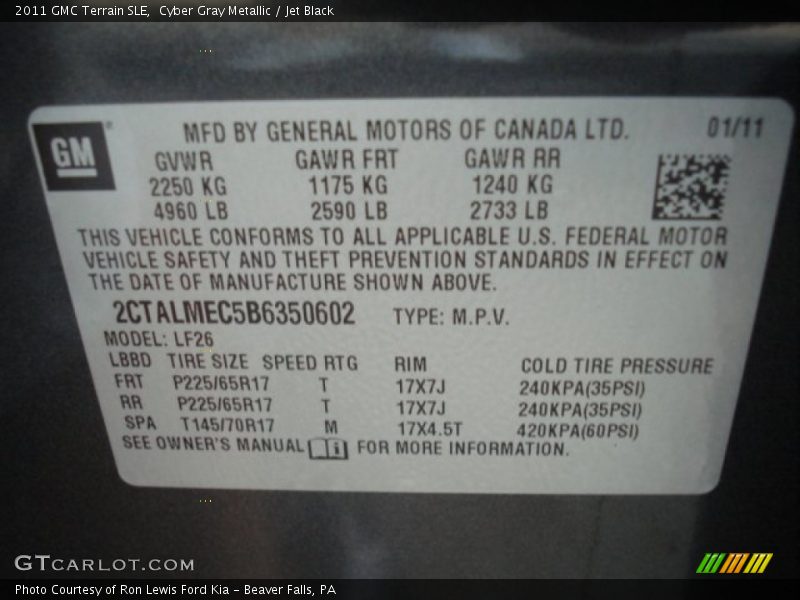 2011 GMC Terrain SLE,  Cyber Gray Metallic / Jet Black
GM
MFD BY GENERAL MOTORS OF CANADA LTD. 01/11
GVWR GAWR FRT GAWR RR
2250 KG 1175 KG 1240 KG
4960 LB 2590 LB 2733 LB
THIS VEHICLE CONFORMS TO ALL APPLICABLE U.S. FEDERAL MOTOR
VEHICLE SAFETY AND THEFT PREVENTION STANDARDS IN EFFECT ON
THE DATE OF MANUFACTURE SHOWN ABOVE.
2CTALMEC5B6350602 TYPE: M.P.V.
MODEL: LF26
LBBD TIRE SIZE SPEED RTG RIM COLD TIRE PRESSURE
FRT P225/65R17 T 17X7J 240KPA(35PSI)
RR P225/65R17 T 17X7J 240KPA(35PSI)
SPA T145/70R17 M 17X4.5T 420KPA(60PSI)
SEE OWNER'S MANUAL i FOR MORE INFORMATION.
GTCARLOT.COM
Photo Courtesy of Ron Lewis Ford Kia - Beaver Falls, PA